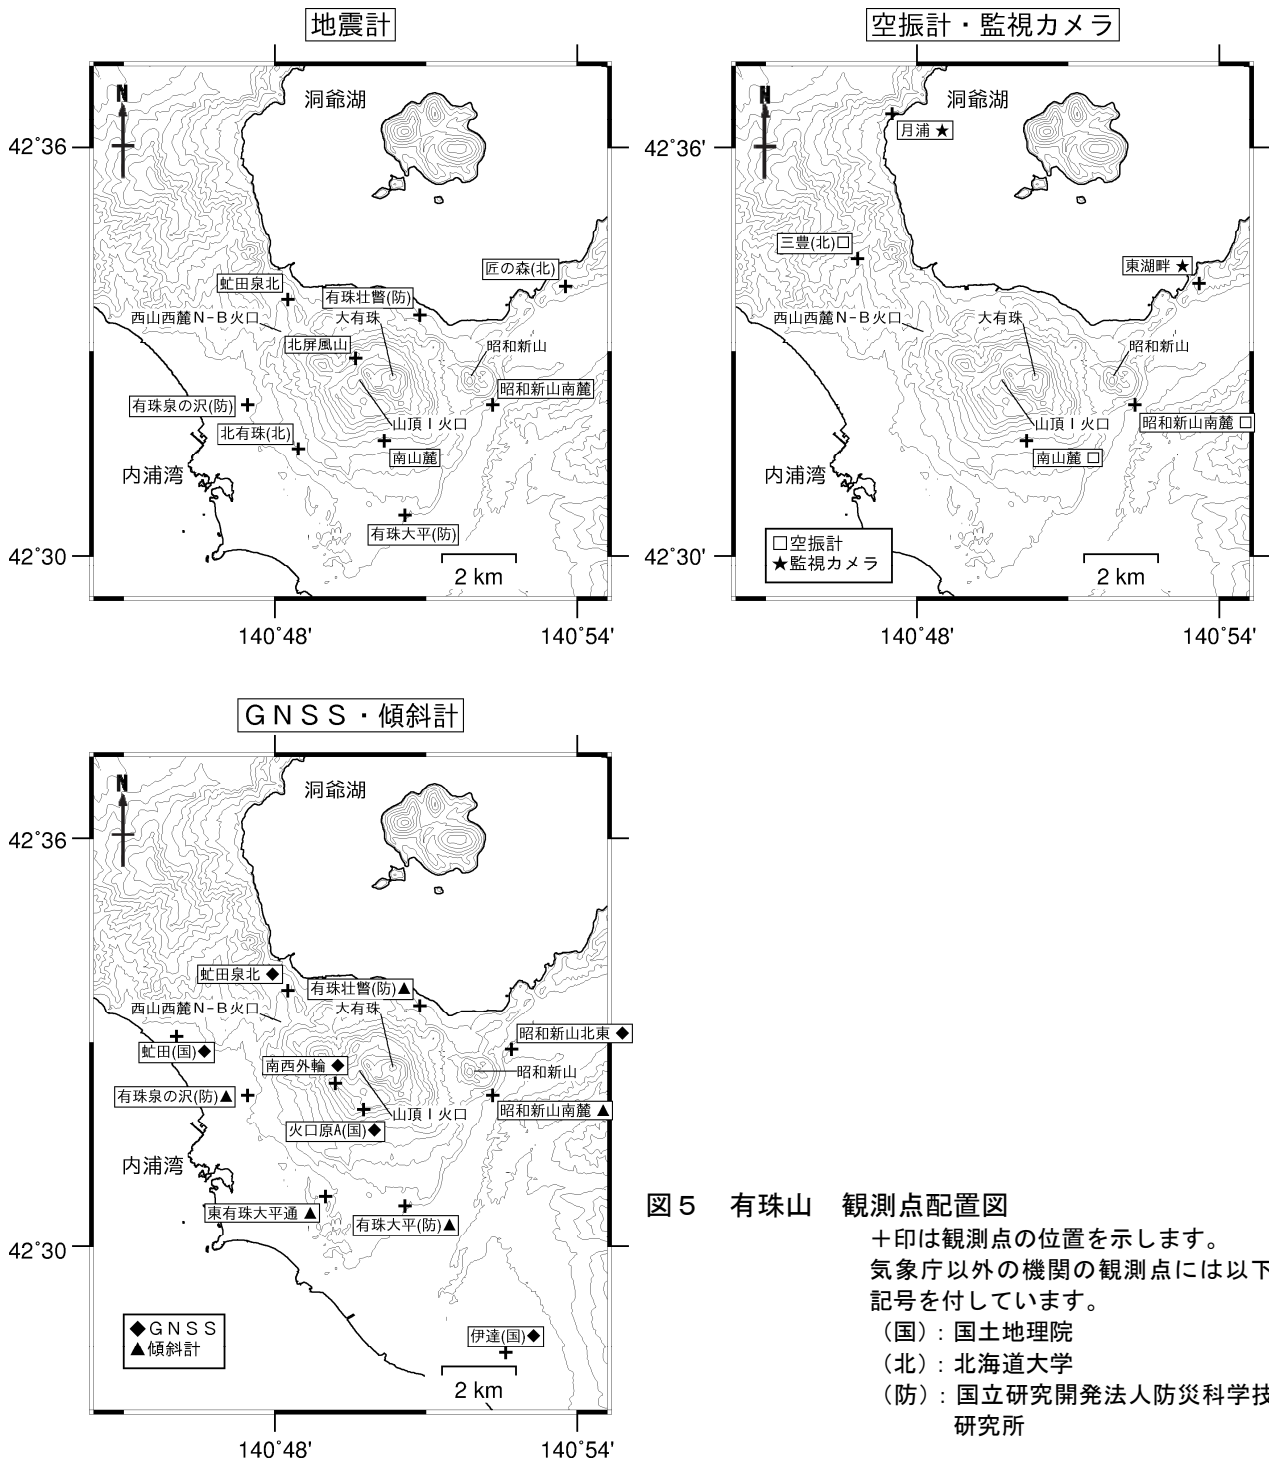 地震計
洞爺湖
N
42˚36
匠の森(北)
虻田泉北
有珠壮瞥(防)
西山西麓N-B火口
大有珠
北屏風山
昭和新山
昭和新山南麓
有珠泉の沢(防)
山頂Ⅰ火口
北有珠(北)
南山麓
内浦湾
有珠大平(防)
42˚30
2 km
140˚48'
140˚54'
空振計・監視カメラ
洞爺湖
N
月浦 ★
42˚36'
三豊(北)□
東湖畔 ★
西山西麓N-B火口
大有珠
昭和新山
山頂Ⅰ火口
昭和新山南麓 □
南山麓 □
内浦湾
□空振計
★監視カメラ
42˚30'
2 km
140˚48'
140˚54'
GNSS・傾斜計
洞爺湖
N
42˚36
虻田泉北 ◆
有珠壮瞥(防)▲
西山西麓N-B火口
大有珠
昭和新山北東 ◆
虻田(国)◆
南西外輪 ◆
昭和新山
有珠泉の沢(防)▲
山頂Ⅰ火口
昭和新山南麓 ▲
火口原A(国)◆
内浦湾
東有珠大平通 ▲
有珠大平(防)▲
42˚30
◆GNSS
▲傾斜計
伊達(国)◆
2 km
140˚48'
140˚54'
図5 有珠山 観測点配置図
+印は観測点の位置を示します。
気象庁以外の機関の観測点には以下
記号を付しています。
(国):国土地理院
(北):北海道大学
(防):国立研究開発法人防災科学技
研究所